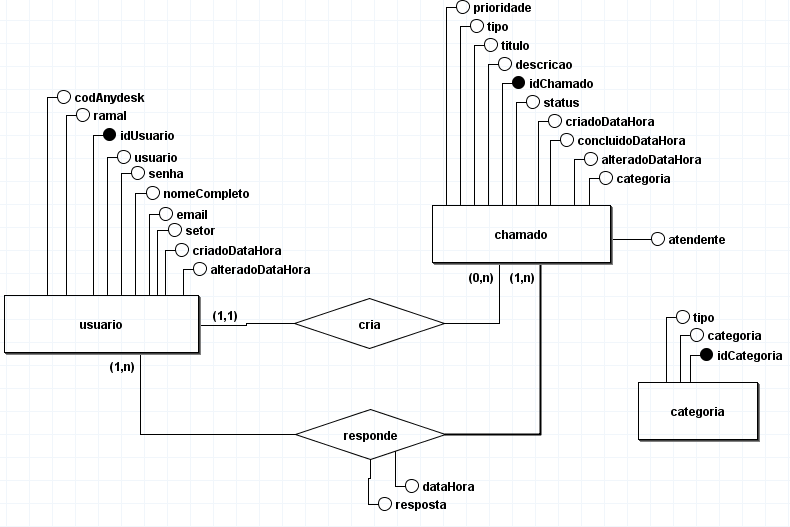 prioridade
tipo
titulo
descricao
idChamado
status
criadoDataHora
concluidoDataHora
alteradoDataHora
categoria
chamado
atendente
codAnydesk
ramal
idUsuario
usuario
senha
nomeCompleto
email
setor
criadoDataHora
alteradoDataHora
usuario
(1,1)
(1,n)
cria
(0,n)
(1,n)
responde
dataHora
resposta
tipo
categoria
idCategoria
categoria